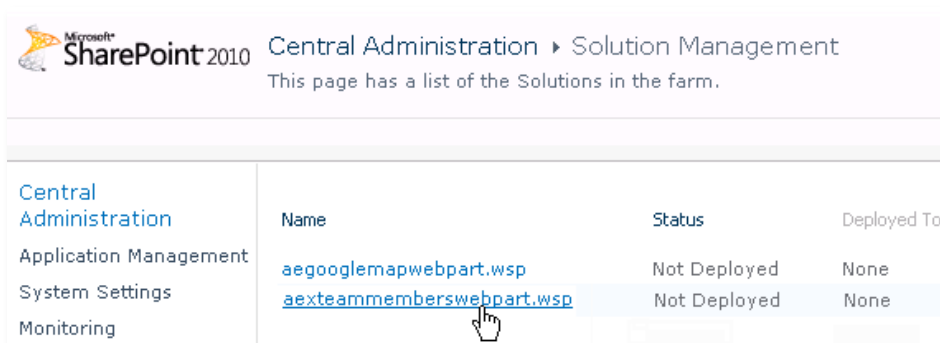 Microsoft
SharePoint 2010
Central Administration ▸ Solution Management
This page has a list of the Solutions in the farm.
Central
Administration
Application Management
System Settings
Monitoring
Name Status Deployed To
aegooglemapwebpart.wsp Not Deployed None
aexteammemberswebpart.wsp Not Deployed None